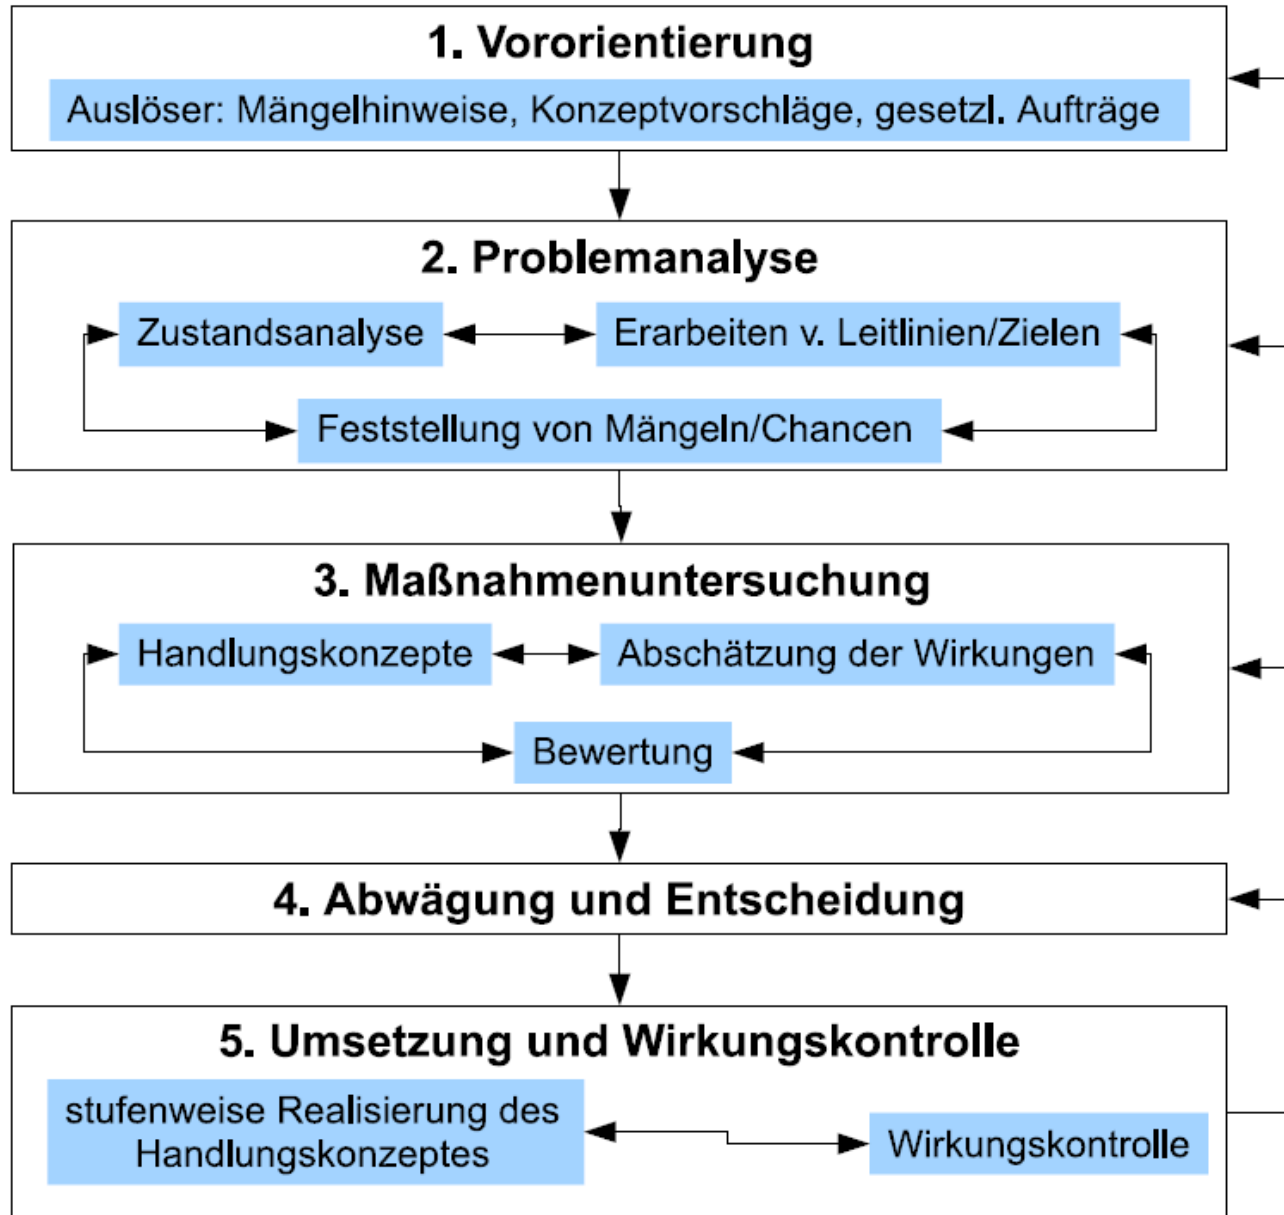 1. Vororientierung
Auslöser: Mängelhinweise, Konzeptvorschläge, gesetzl. Aufträge
2. Problemanalyse
Zustandsanalyse
Erarbeiten v. Leitlinien/Zielen
Feststellung von Mängeln/Chancen
3. Maßnahmenuntersuchung
Handlungskonzepte
Abschätzung der Wirkungen
Bewertung
4. Abwägung und Entscheidung
5. Umsetzung und Wirkungskontrolle
stufenweise Realisierung des
Handlungskonzeptes
Wirkungskontrolle